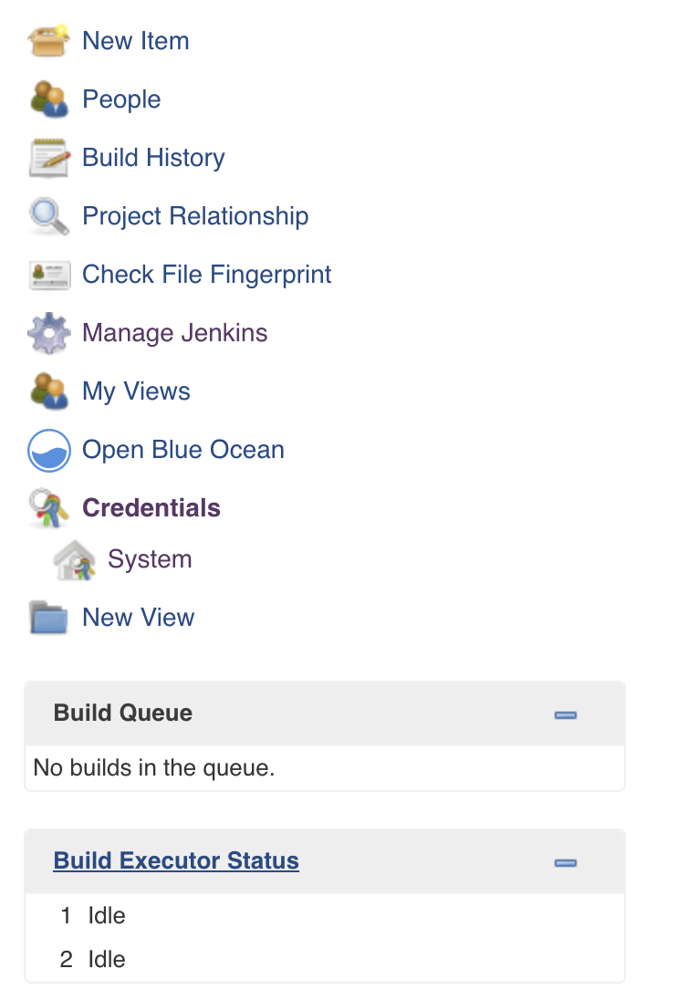 New Item
People
Build History
Project Relationship
Check File Fingerprint
Manage Jenkins
My Views
Open Blue Ocean
Credentials
System
New View
Build Queue
No builds in the queue.
Build Executor Status
1 Idle
2 Idle